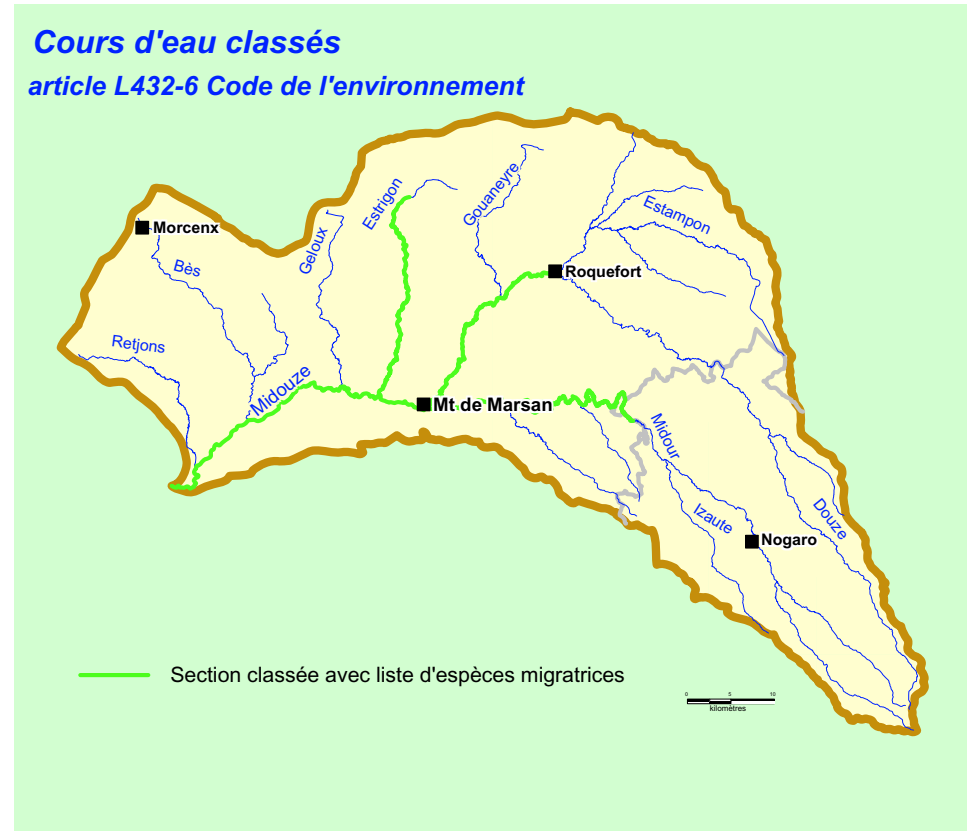 Cours d'eau classés
article L432-6 Code de l'environnement
Morcenx
Bès
Retjons
Geloux
Estrigon
Gouaneyre
Estampon
Roquefort
Midouze
Mt de Marsan
Midour
Izaute
Douze
Nogaro
Section classée avec liste d'espèces migratrices
0 5 10
kilomètres